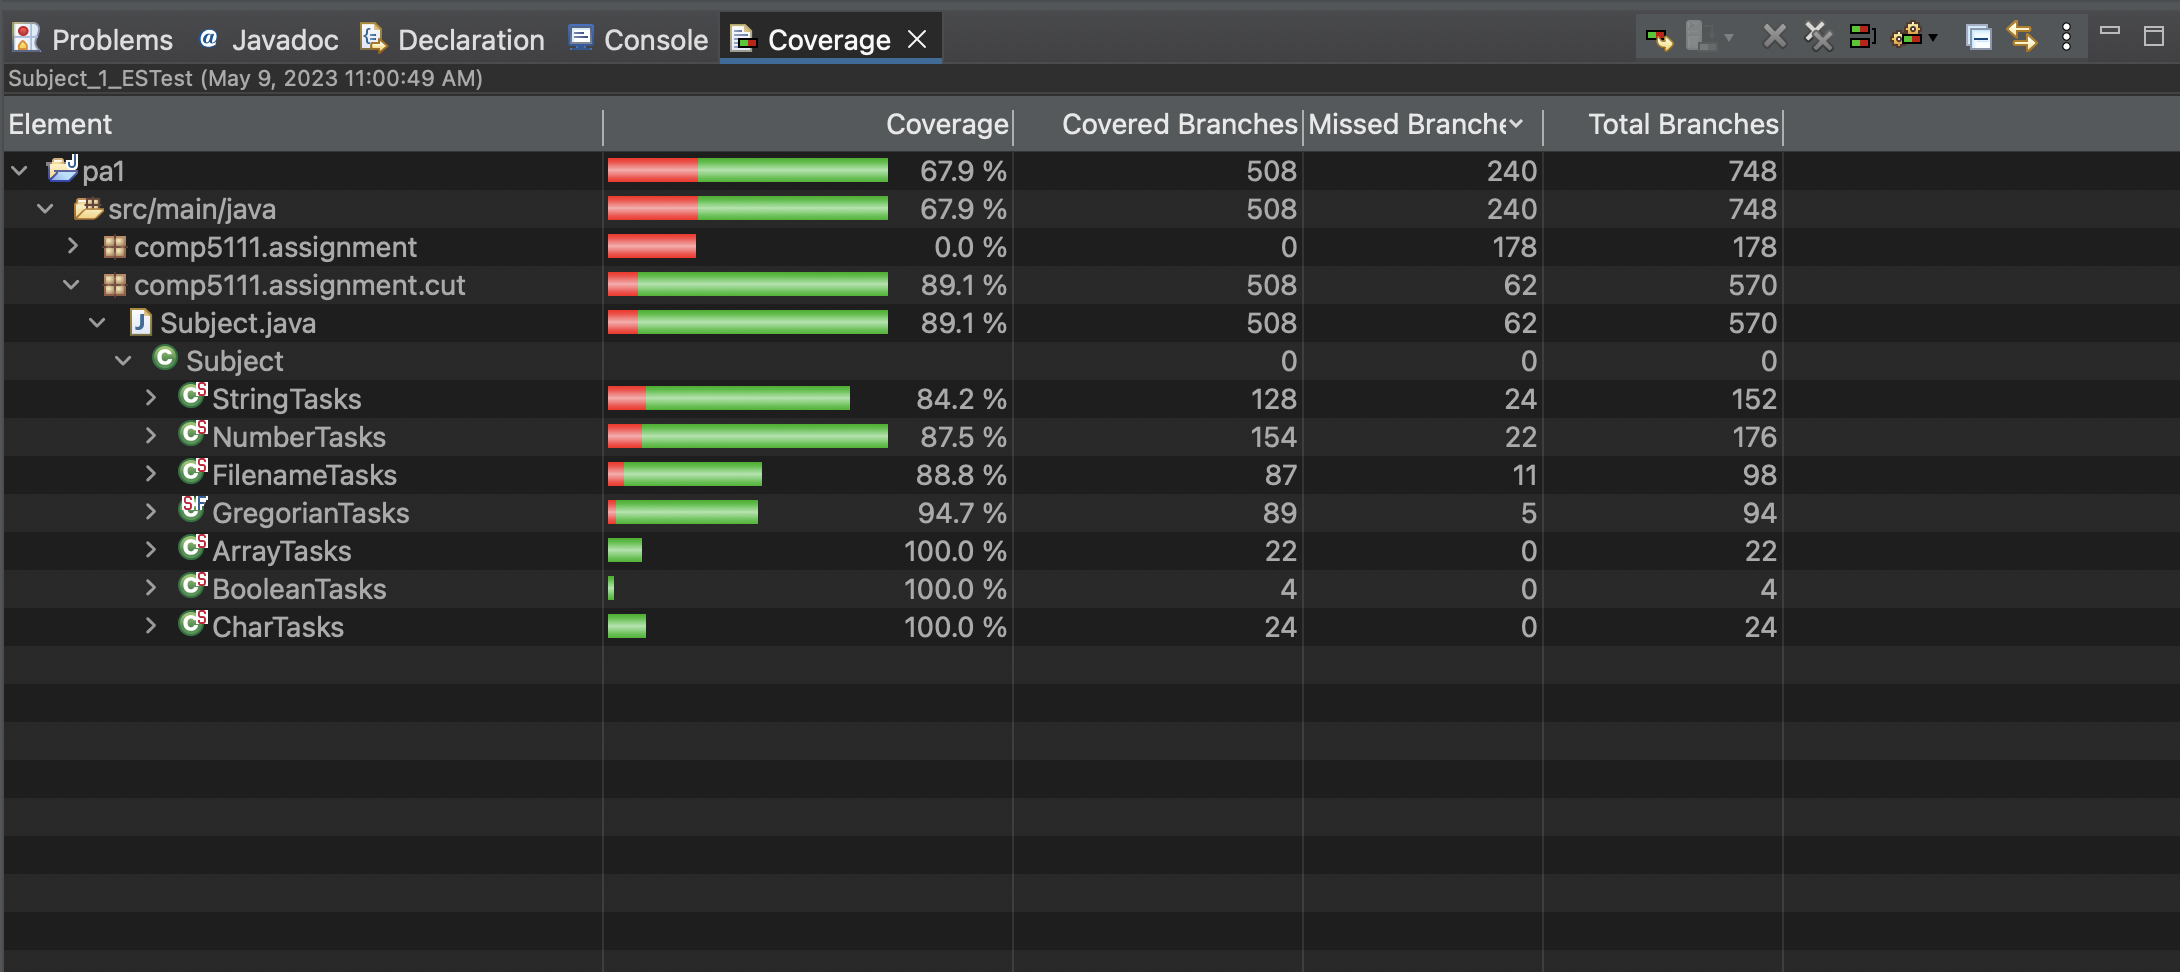 Problems Javadoc Declaration Console Coverage
Subject_1_ESTest (May 9, 2023 11:00:49 AM)
Element Coverage Covered Branches Missed Branche Total Branches
pa1 67.9 % 508 240 748
src/main/java 67.9 % 508 240 748
comp5111.assignment 0.0 % 0 178 178
comp5111.assignment.cut 89.1 % 508 62 570
Subject.java 89.1 % 508 62 570
Subject 0 0 0
StringTasks 84.2 % 128 24 152
NumberTasks 87.5 % 154 22 176
FilenameTasks 88.8 % 87 11 98
GregorianTasks 94.7 % 89 5 94
ArrayTasks 100.0 % 22 0 22
BooleanTasks 100.0 % 4 0 4
CharTasks 100.0 % 24 0 24